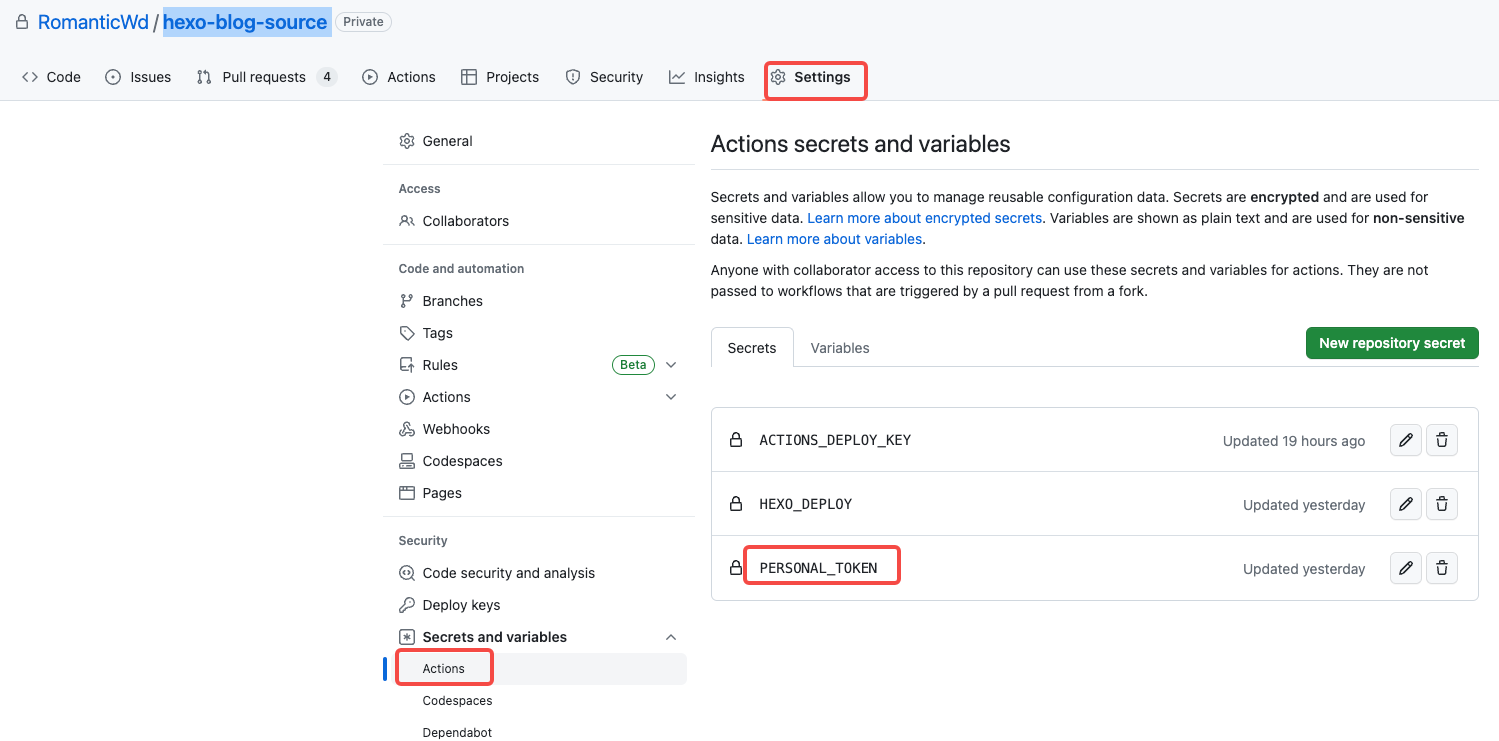 RomanticWd / hexo-blog-source Private
Code Issues Pull requests 4 Actions Projects Security Insights Settings
General
Access
Collaborators
Code and automation
Branches
Tags
Rules Beta
Actions
Webhooks
Codespaces
Pages
Security
Code security and analysis
Deploy keys
Secrets and variables
Actions
Codespaces
Dependabot
Actions secrets and variables
Secrets and variables allow you to manage reusable configuration data. Secrets are encrypted and are used for
sensitive data. Learn more about encrypted secrets. Variables are shown as plain text and are used for non-sensitive
data. Learn more about variables.
Anyone with collaborator access to this repository can use these secrets and variables for actions. They are not
passed to workflows that are triggered by a pull request from a fork.
Secrets Variables New repository secret
ACTIONS_DEPLOY_KEY Updated 19 hours ago
HEXO_DEPLOY Updated yesterday
PERSONAL_TOKEN Updated yesterday